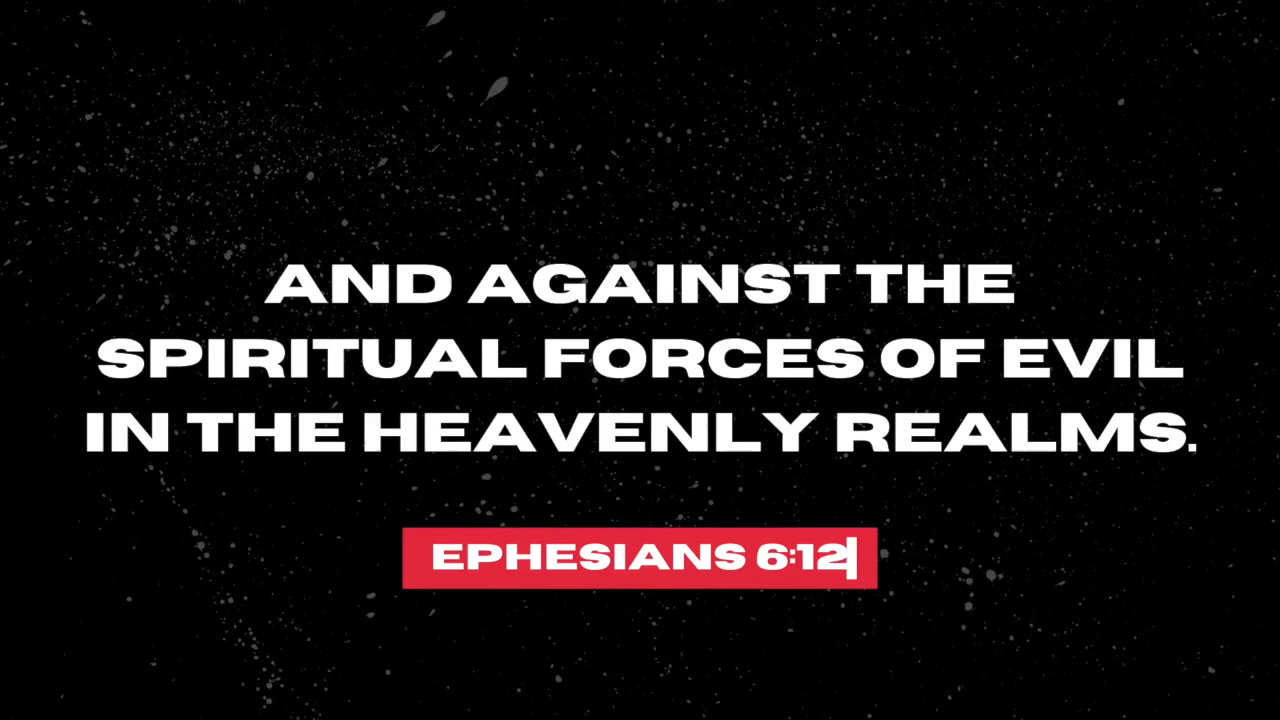 AND AGAINST THE
SPIRITUAL FORCES OF EVIL
IN THE HEAVENLY REALMS.
EPHESIANS 6:12